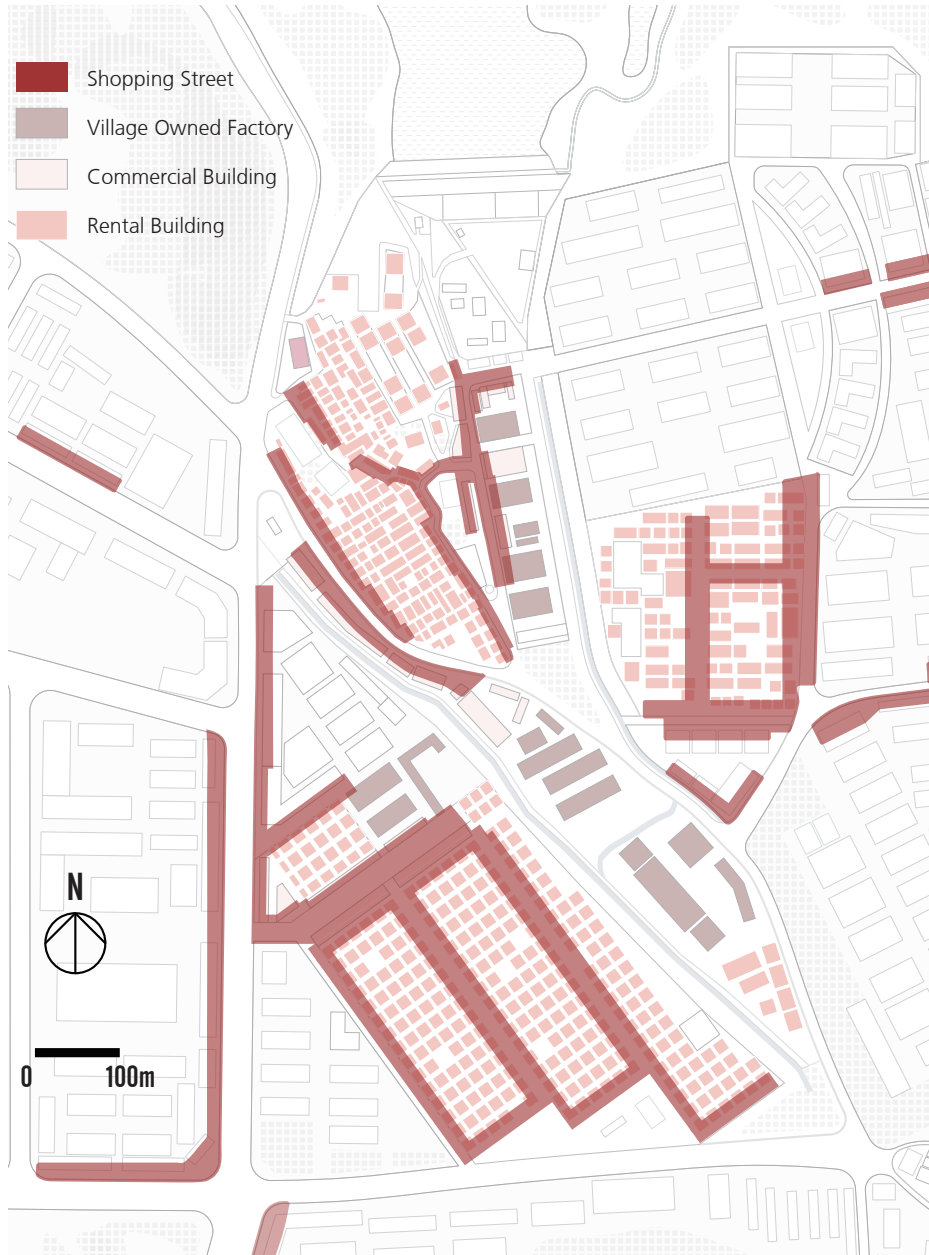 Shopping Street
Village Owned Factory
Commercial Building
Rental Building
N
0 100m